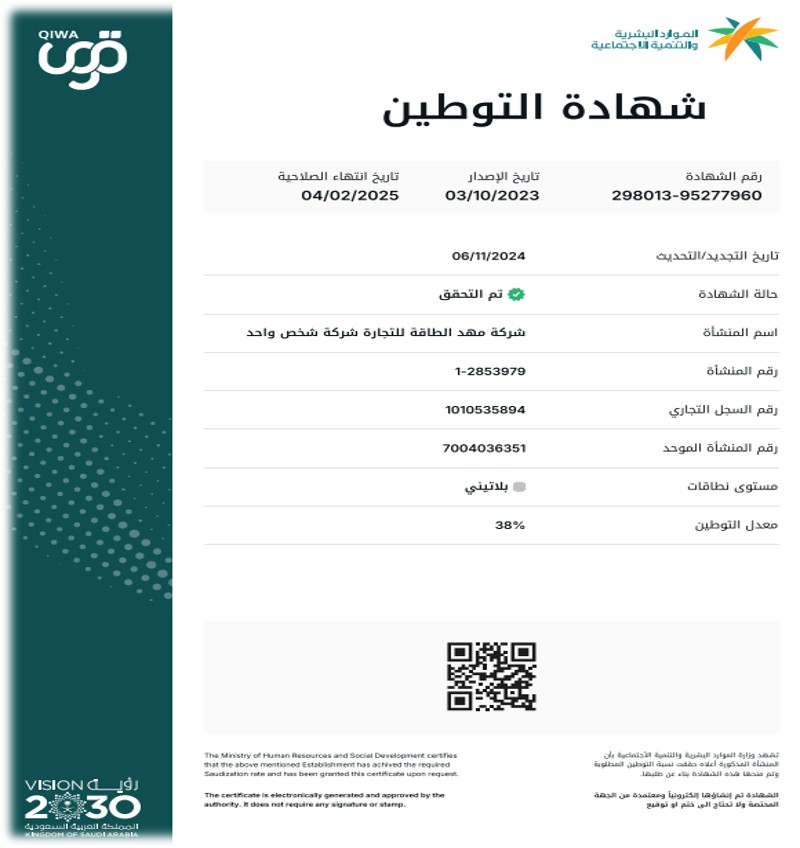 QIWA
قوى
الموارد البشرية
والتنمية الاجتماعية
شهادة التوطين
رقم الشهادة تاريخ الإصدار تاريخ انتهاء الصلاحية
298013-95277960 03/10/2023 04/02/2025
تاريخ التجديد/التحديث 06/11/2024
حالة الشهادة تم التحقق
اسم المنشأة شركة مهد الطاقة للتجارة شركة شخص واحد
رقم المنشأة 1-2853979
رقم السجل التجاري 1010535894
رقم المنشأة الموحد 7004036351
مستوى نطاقات بلاتيني
معدل التوطين 38%
تشهد وزارة الموارد البشرية والتنمية الأجتماعية بأن
المنشأة المذكورة أعلاه حققت نسبة التوطين المطلوبة
وتم منحها هذه الشهادة بناء عن طلبها.
الشهادة تم إنشاؤها إلكترونياً ومعتمدة من الجهة
المختصة ولا تحتاج الى ختم او توقيع
The Ministry of Human Resources and Social Development certifies
that the above mentioned Establishment has achived the required
Saudization rate and has been granted this certificate upon request.
The certificate is electronically generated and approved by the
authority. It does not require any signature or stamp.
VISION رؤيــة
2030
المملكة العربية السعودية
KINGDOM OF SAUDI ARABIA